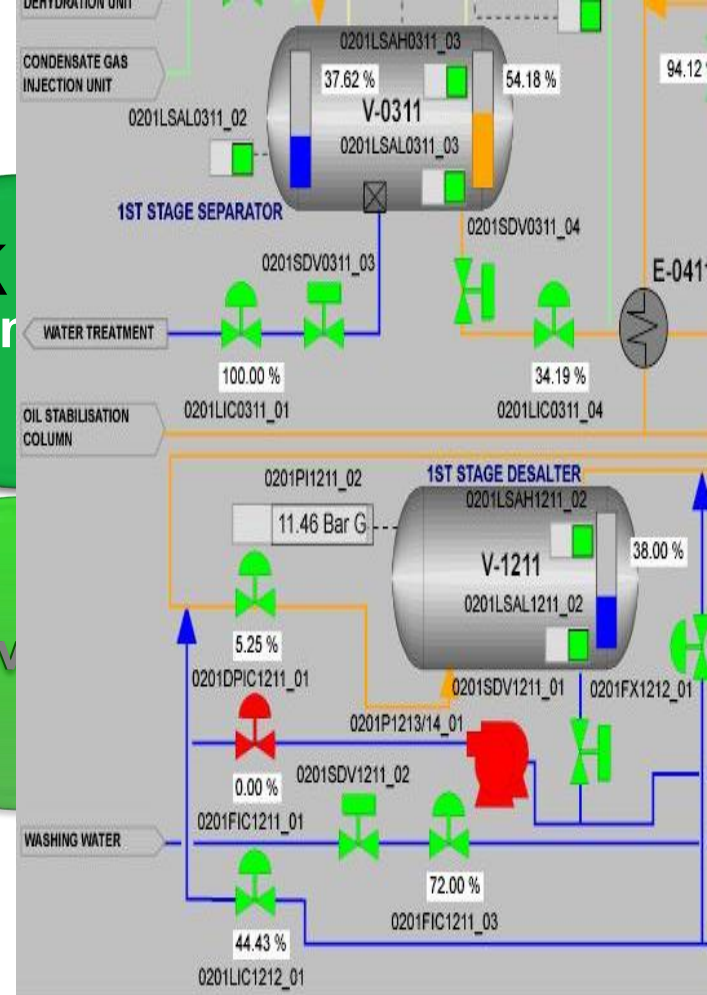 DEHYDRATION UNIT
0201LSAH0311_03
CONDENSATE GAS
INJECTION UNIT
37.62 %
54.18 %
94.12
V-0311
0201LSAL0311_02
0201LSAL0311_03
1ST STAGE SEPARATOR
0201SDV0311_04
0201SDV0311_03
E-041
WATER TREATMENT
100.00 %
34.19 %
0201LIC0311_01
0201LIC0311_04
OIL STABILISATION
COLUMN
0201PI1211_02
1ST STAGE DESALTER
0201LSAH1211_02
11.46 Bar G
38.00 %
V-1211
0201LSAL1211_02
5.25 %
0201DPIC1211_01
0201SDV1211_01
0201FX1212_01
0201P1213/14_01
0.00 %
0201SDV1211_02
0201FIC1211_01
WASHING WATER
72.00 %
0201FIC1211_03
44.43 %
0201LIC1212_01